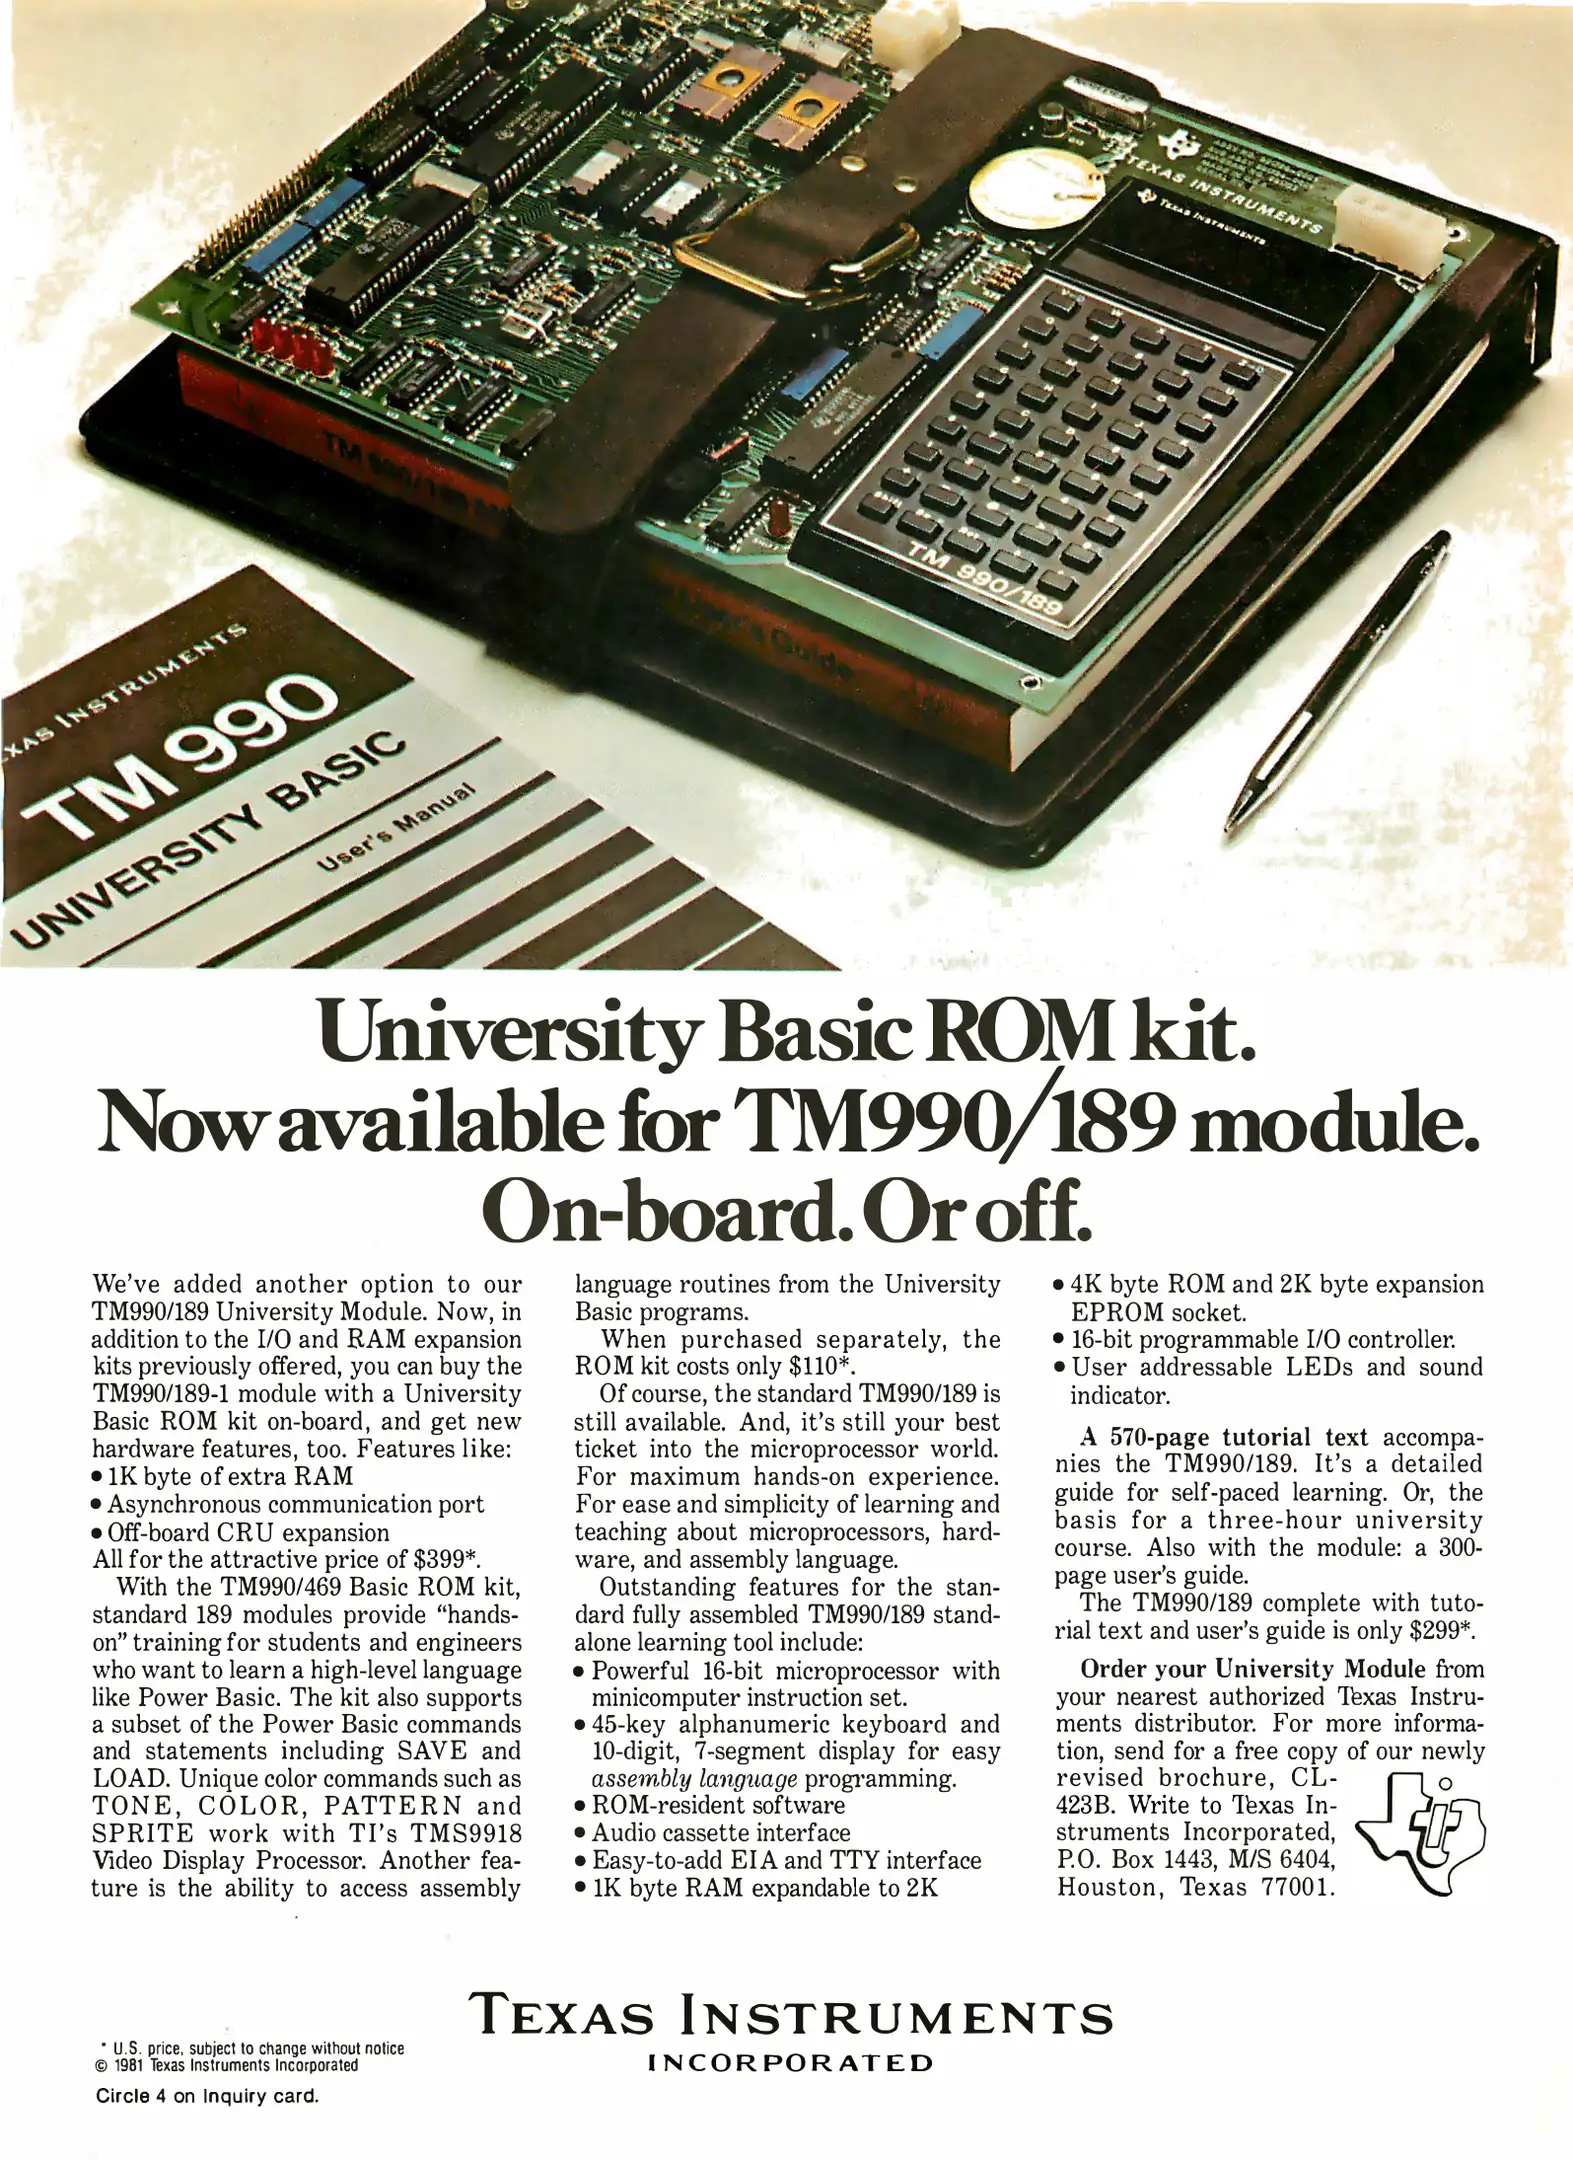 TEXAS INSTRUMENTS
TEXAS INSTRUMENTS
TM 990/189
TM 990/189
User's Guide
TEXAS INSTRUMENTS
TM 990
UNIVERSITY BASIC
User's Manual
University Basic ROM kit.
Now available for TM990/189 module.
On-board. Or off.
We've added another option to our
TM990/189 University Module. Now, in
addition to the I/O and RAM expansion
kits previously offered, you can buy the
TM990/189-1 module with a University
Basic ROM kit on-board, and get new
hardware features, too. Features like:
• 1K byte of extra RAM
• Asynchronous communication port
• Off-board CRU expansion
All for the attractive price of $399*.
With the TM990/469 Basic ROM kit,
standard 189 modules provide “hands-
on” training for students and engineers
who want to learn a high-level language
like Power Basic. The kit also supports
a subset of the Power Basic commands
and statements including SAVE and
LOAD. Unique color commands such as
TONE, COLOR, PATTERN and
SPRITE work with TI's TMS9918
Video Display Processor. Another fea-
ture is the ability to access assembly
language routines from the University
Basic programs.
When purchased separately, the
ROM kit costs only $110*.
Of course, the standard TM990/189 is
still available. And, it's still your best
ticket into the microprocessor world.
For maximum hands-on experience.
For ease and simplicity of learning and
teaching about microprocessors, hard-
ware, and assembly language.
Outstanding features for the stan-
dard fully assembled TM990/189 stand-
alone learning tool include:
• Powerful 16-bit microprocessor with
minicomputer instruction set.
• 45-key alphanumeric keyboard and
10-digit, 7-segment display for easy
assembly language programming.
• ROM-resident software
• Audio cassette interface
• Easy-to-add EIA and TTY interface
• 1K byte RAM expandable to 2K
• 4K byte ROM and 2K byte expansion
EPROM socket.
• 16-bit programmable I/O controller.
• User addressable LEDs and sound
indicator.
A 570-page tutorial text accompa-
nies the TM990/189. It's a detailed
guide for self-paced learning. Or, the
basis for a three-hour university
course. Also with the module: a 300-
page user's guide.
The TM990/189 complete with tuto-
rial text and user's guide is only $299*.
Order your University Module from
your nearest authorized Texas Instru-
ments distributor. For more informa-
tion, send for a free copy of our newly
revised brochure, CL-
423B. Write to Texas In-
struments Incorporated,
P.O. Box 1443, M/S 6404,
Houston, Texas 77001.
TEXAS INSTRUMENTS
INCORPORATED
* U.S. price, subject to change without notice
© 1981 Texas Instruments Incorporated
Circle 4 on Inquiry card.